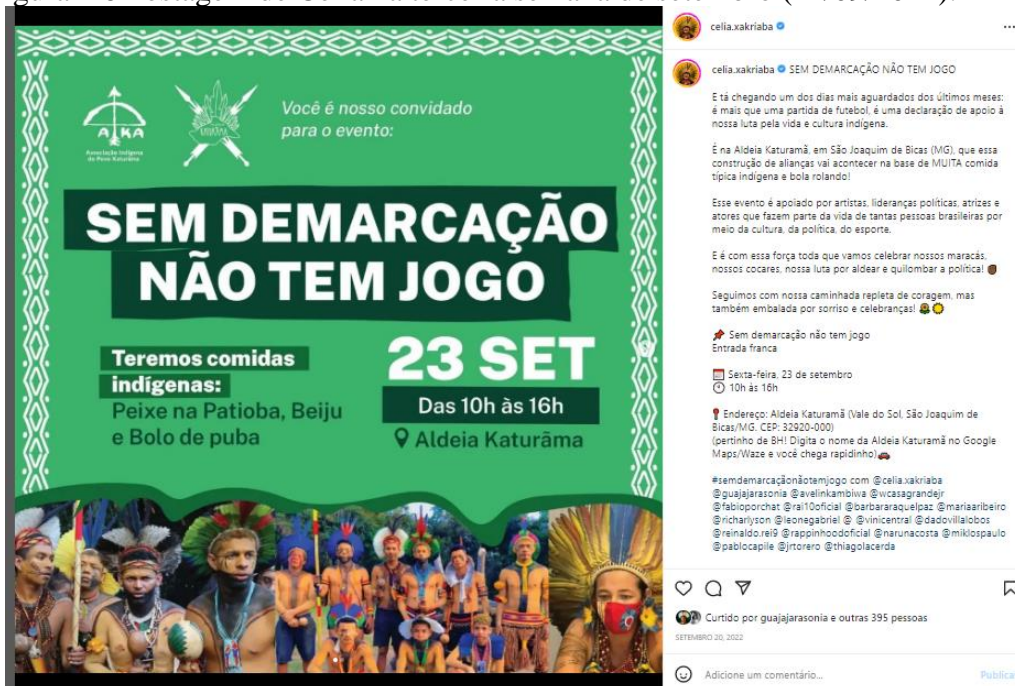 celia.xakriaba
AIKA
Associação Indígena
do Povo Katurãma
KATURÃMA
Você é nosso convidado
para o evento:
SEM DEMARCAÇÃO
NÃO TEM JOGO
Teremos comidas
indígenas:
Peixe na Patioba, Beiju
e Bolo de puba
23 SET
Das 10h às 16h
Aldeia Katurãma
celia.xakriaba SEM DEMARCAÇÃO NÃO TEM JOGO
E tá chegando um dos dias mais aguardados dos últimos meses:
é mais que uma partida de futebol, é uma declaração de apoio à
nossa luta pela vida e cultura indígena.
É na Aldeia Katuramã, em São Joaquim de Bicas (MG), que essa
construção de alianças vai acontecer na base de MUITA comida
típica indígena e bola rolando!
Esse evento é apoiado por artistas, lideranças políticas, atrizes e
atores que fazem parte da vida de tantas pessoas brasileiras por
meio da cultura, da política, do esporte.
E é com essa força toda que vamos celebrar nossos maracás,
nossos cocares, nossa luta por aldear e quilombar a política!
Seguimos com nossa caminhada repleta de coragem, mas
também embalada por sorriso e celebranças!
Sem demarcação não tem jogo
Entrada franca
Sexta-feira, 23 de setembro
10h às 16h
Endereço: Aldeia Katuramã (Vale do Sol, São Joaquim de
Bicas/MG. CEP: 32920-000)
(pertinho de BH! Digita o nome da Aldeia Katuramã no Google
Maps/Waze e você chega rapidinho)
#semdemarcaçãonãotemjogo com @celia.xakriaba
@guajajarasonia @avelinkambiwa @wcasagrandejr
@fabioporchat @rai10oficial @barbararaquelpaz @mariaaribeiro
@richarlyson @leonegabriel @ @vinicentral @dadovillalobos
@reinaldo.rei9 @rappinhoodoficial @narunacosta @miklospaulo
@pablocapile @jrtorero @thiagolacerda
Curtido por guajajarasonia e outras 395 pessoas
SETEMBRO 20, 2022
Adicione um comentário...
Publicar